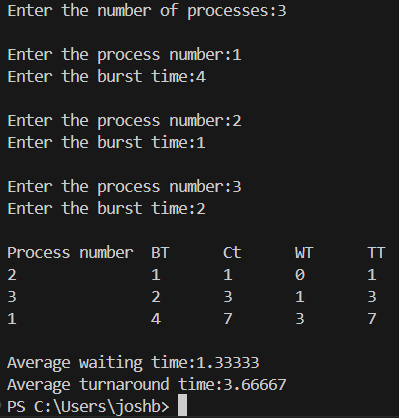 Enter the number of processes:3
Enter the process number:1
Enter the burst time:4
Enter the process number:2
Enter the burst time:1
Enter the process number:3
Enter the burst time:2
Process number  BT      Ct      WT      TT
2               1       1       0       1
3               2       3       1       3
1               4       7       3       7
Average waiting time:1.33333
Average turnaround time:3.66667
PS C:\Users\joshb>